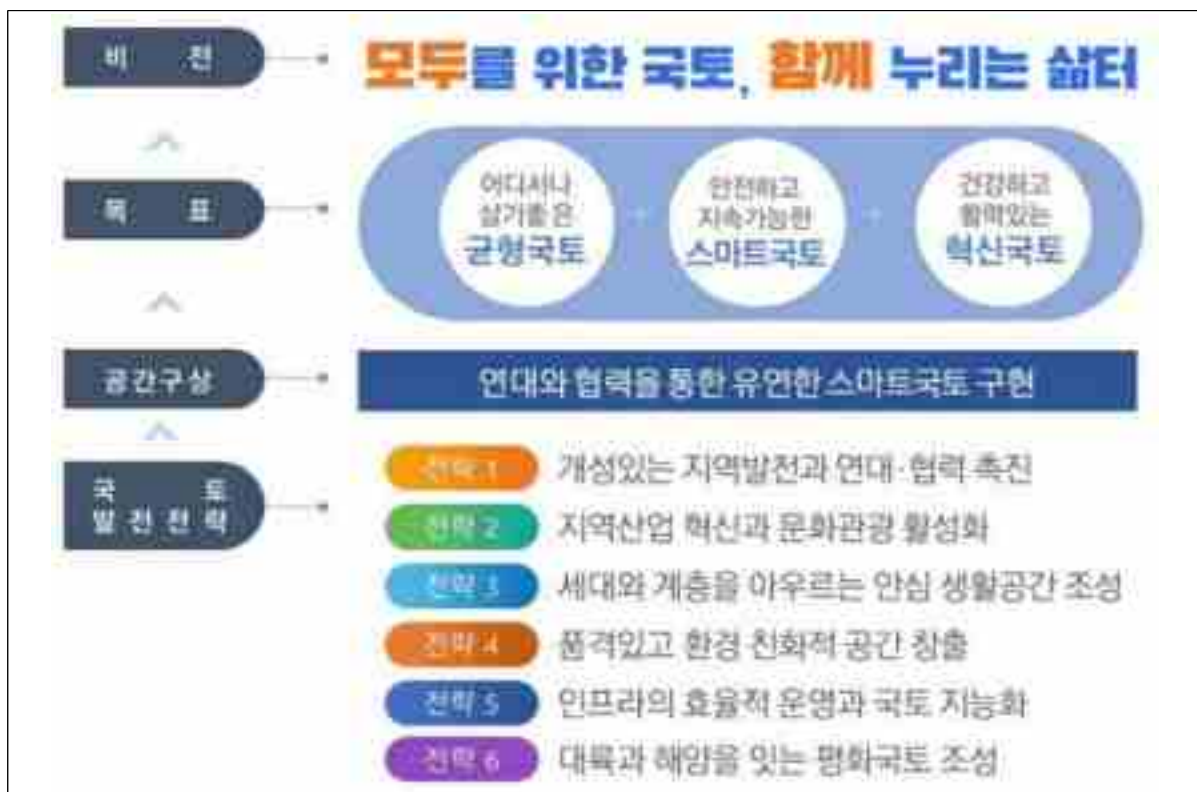 비 전
모두를 위한 국토, 함께 누리는 삶터
목 표
어디서나
살기좋은
균형국토
안전하고
지속가능한
스마트국토
건강하고
활력있는
혁신국토
공간구상
연대와 협력을 통한 유연한 스마트국토 구현
국 토
발 전 전 략
전략 1 개성있는 지역발전과 연대·협력 촉진
전략 2 지역산업 혁신과 문화관광 활성화
전략 3 세대와 계층을 아우르는 안심 생활공간 조성
전략 4 품격있고 환경 친화적 공간 창출
전략 5 인프라의 효율적 운영과 국토 지능화
전략 6 대륙과 해양을 잇는 평화국토 조성